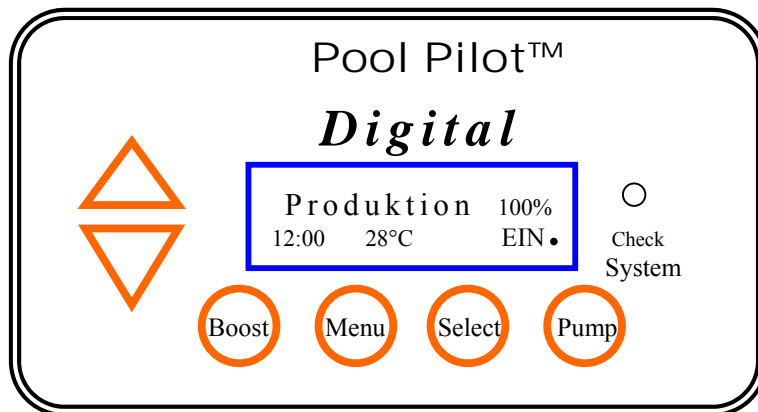 Pool Pilot™
Digital
Produktion 100%
12:00 28°C EIN •
Check
System
Boost Menu Select Pump